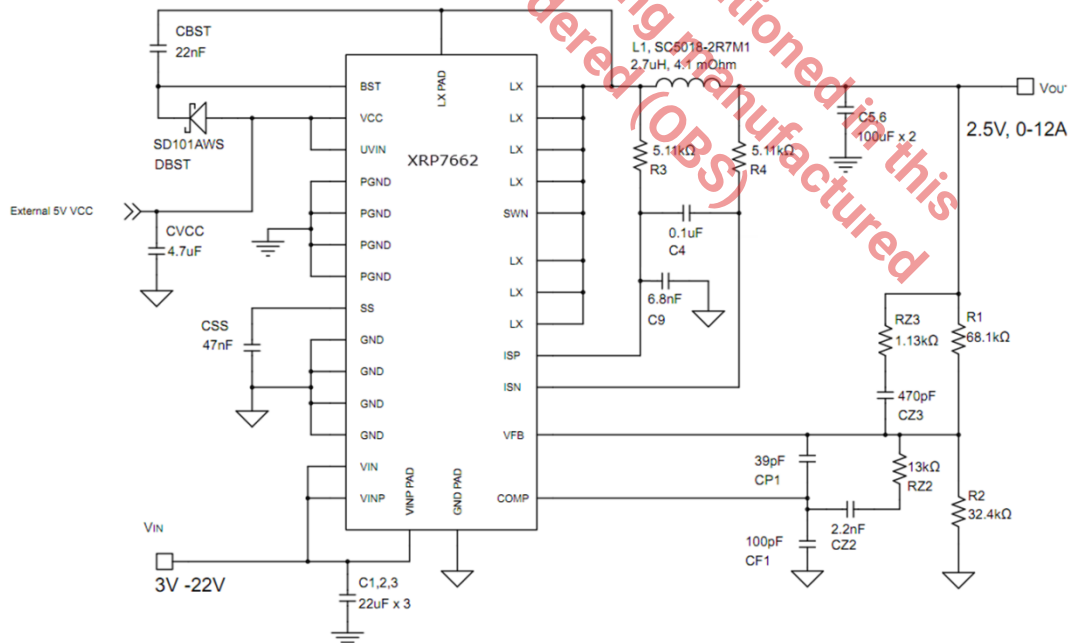 CBST
22nF
SD101AWS
DBST
External 5V VCC
CVCC
4.7uF
CSS
47nF
VIN
3V -22V
C1,2,3
22uF x 3
LX PAD
XRP7662
BST
VCC
UVIN
PGND
PGND
PGND
PGND
SS
GND
GND
GND
GND
VIN
VINP
VINP PAD
GND PAD
LX
LX
LX
LX
SWN
LX
LX
LX
ISP
ISN
VFB
COMP
L1, SC5018-2R7M1
2.7uH, 4.1 mOhm
5.11kΩ
R3
5.11kΩ
R4
0.1uF
C4
6.8nF
C9
C5,6
100uF x 2
2.5V, 0-12A
RZ3
1.13kΩ
R1
68.1kΩ
470pF
CZ3
39pF
CP1
13kΩ
RZ2
2.2nF
CZ2
100pF
CF1
R2
32.4kΩ
tioned in this
manufactured
(OBS)